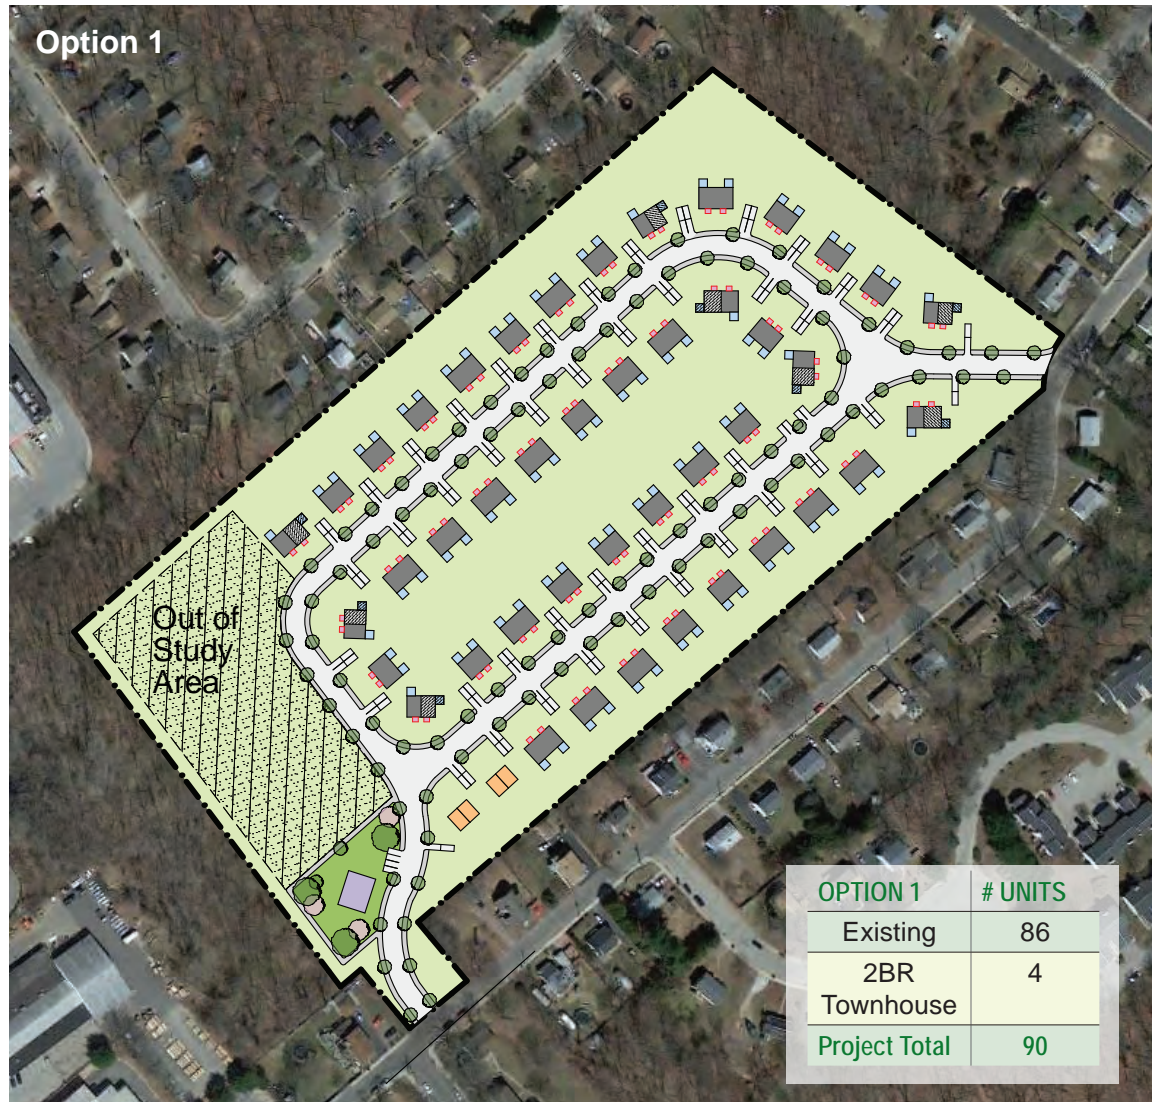 Option 1
Out of
Study
Area
OPTION 1 # UNITS
Existing 86
2BR
Townhouse 4
Project Total 90